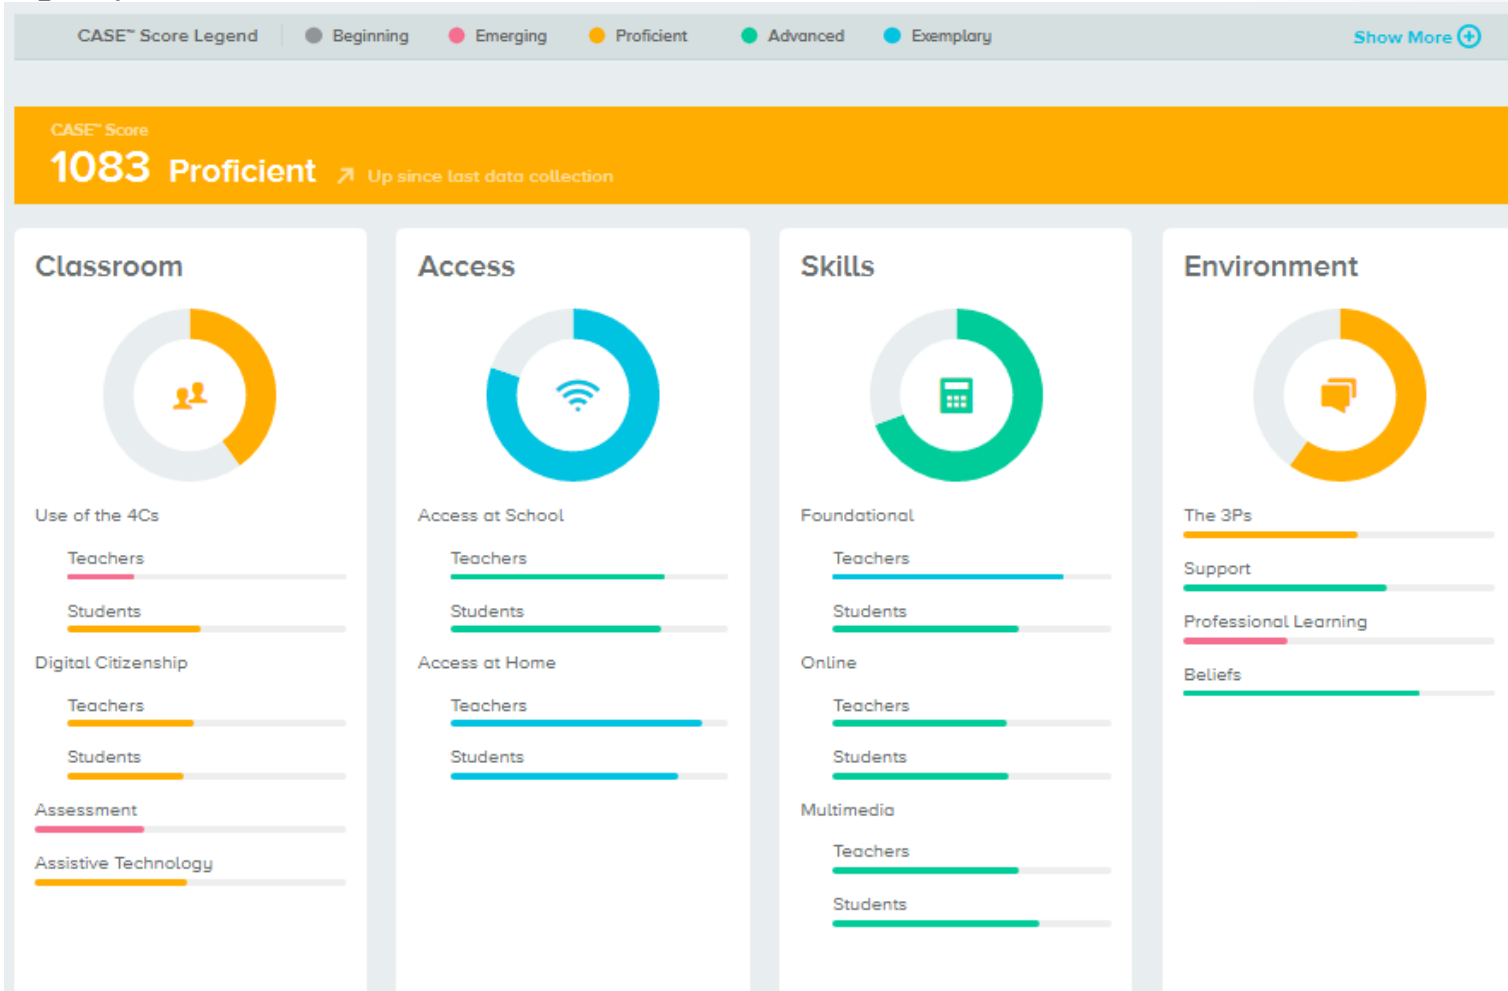 CASE™ Score Legend Beginning Emerging Proficient Advanced Exemplary Show More
CASE™ Score
1083 Proficient Up since last data collection
Classroom
Use of the 4Cs
Teachers
Students
Digital Citizenship
Teachers
Students
Assessment
Assistive Technology
Access
Access at School
Teachers
Students
Access at Home
Teachers
Students
Skills
Foundational
Teachers
Students
Online
Teachers
Students
Multimedia
Teachers
Students
Environment
The 3Ps
Support
Professional Learning
Beliefs